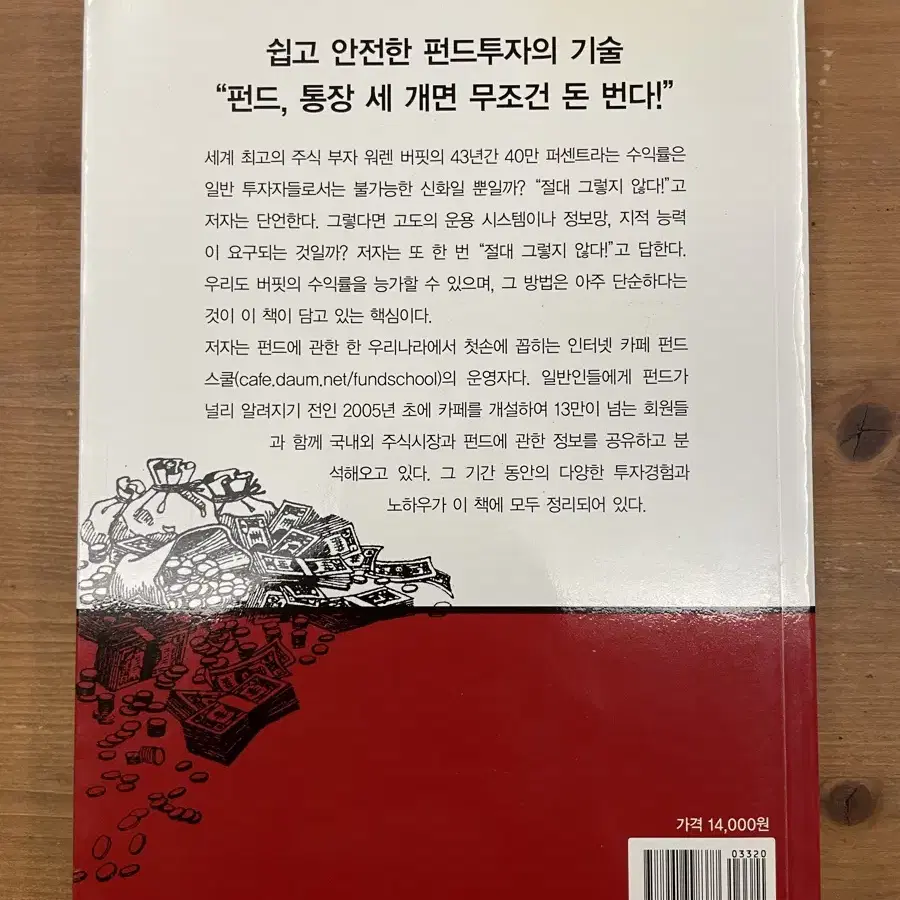 쉽고 안전한 펀드투자의 기술
“펀드, 통장 세 개면 무조건 돈 번다!”
세계 최고의 주식 부자 워렌 버핏의 43년간 40만 퍼센트라는 수익률은
일반 투자자들로서는 불가능한 신화일 뿐일까? “절대 그렇지 않다!”고
저자는 단언한다. 그렇다면 고도의 운용 시스템이나 정보망, 지적 능력
이 요구되는 것일까? 저자는 또 한 번 “절대 그렇지 않다!”고 답한다.
우리도 버핏의 수익률을 능가할 수 있으며, 그 방법은 아주 단순하다는
것이 이 책이 담고 있는 핵심이다.
저자는 펀드에 관한 한 우리나라에서 첫손에 꼽히는 인터넷 카페 펀드
스쿨(cafe.daum.net/fundschool)의 운영자다. 일반인들에게 펀드가
널리 알려지기 전인 2005년 초에 카페를 개설하여 13만이 넘는 회원들
과 함께 국내외 주식시장과 펀드에 관한 정보를 공유하고 분
석해오고 있다. 그 기간 동안의 다양한 투자경험과
노하우가 이 책에 모두 정리되어 있다.
가격 14,000원
03320